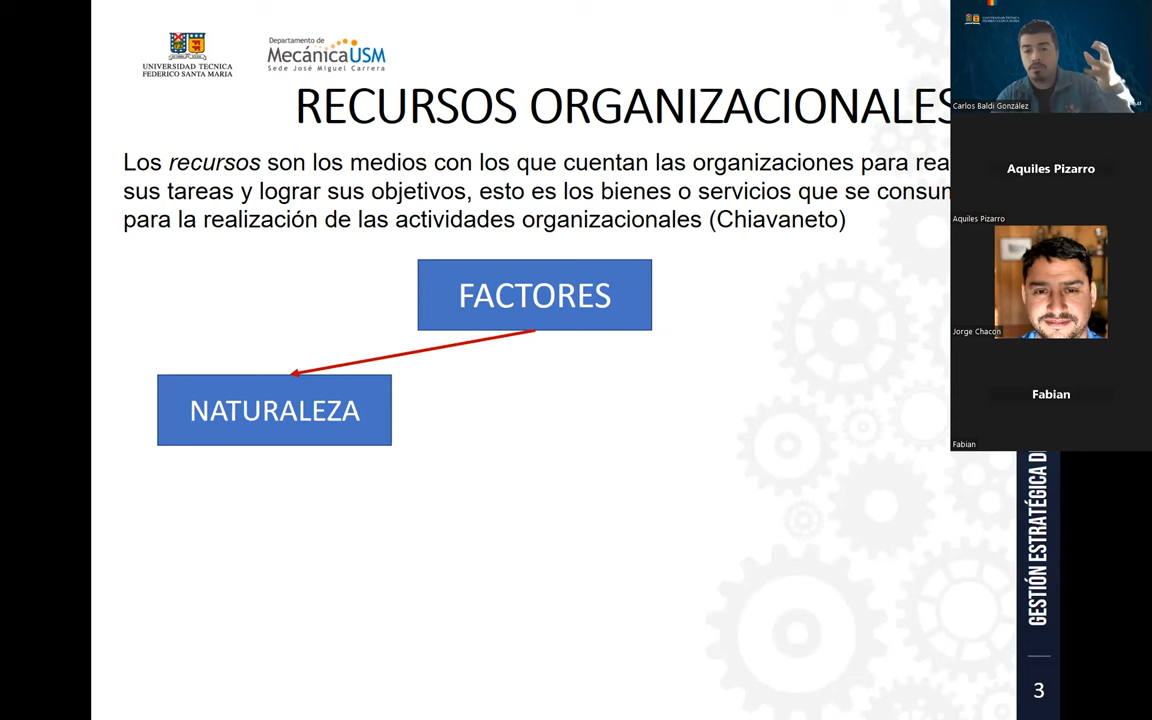 UNIVERSIDAD TECNICA
FEDERICO SANTA MARIA
Departamento de
MecánicaUSM
Sede José Miguel Carrera
RECURSOS ORGANIZACIONALES
Los recursos son los medios con los que cuentan las organizaciones para rea
sus tareas y lograr sus objetivos, esto es los bienes o servicios que se consum
para la realización de las actividades organizacionales (Chiavaneto)
FACTORES
NATURALEZA
Carlos Baldi González
Aquiles Pizarro
Aquiles Pizarro
Jorge Chacon
Fabian
Fabian
GESTIÓN ESTRATÉGICA D
3